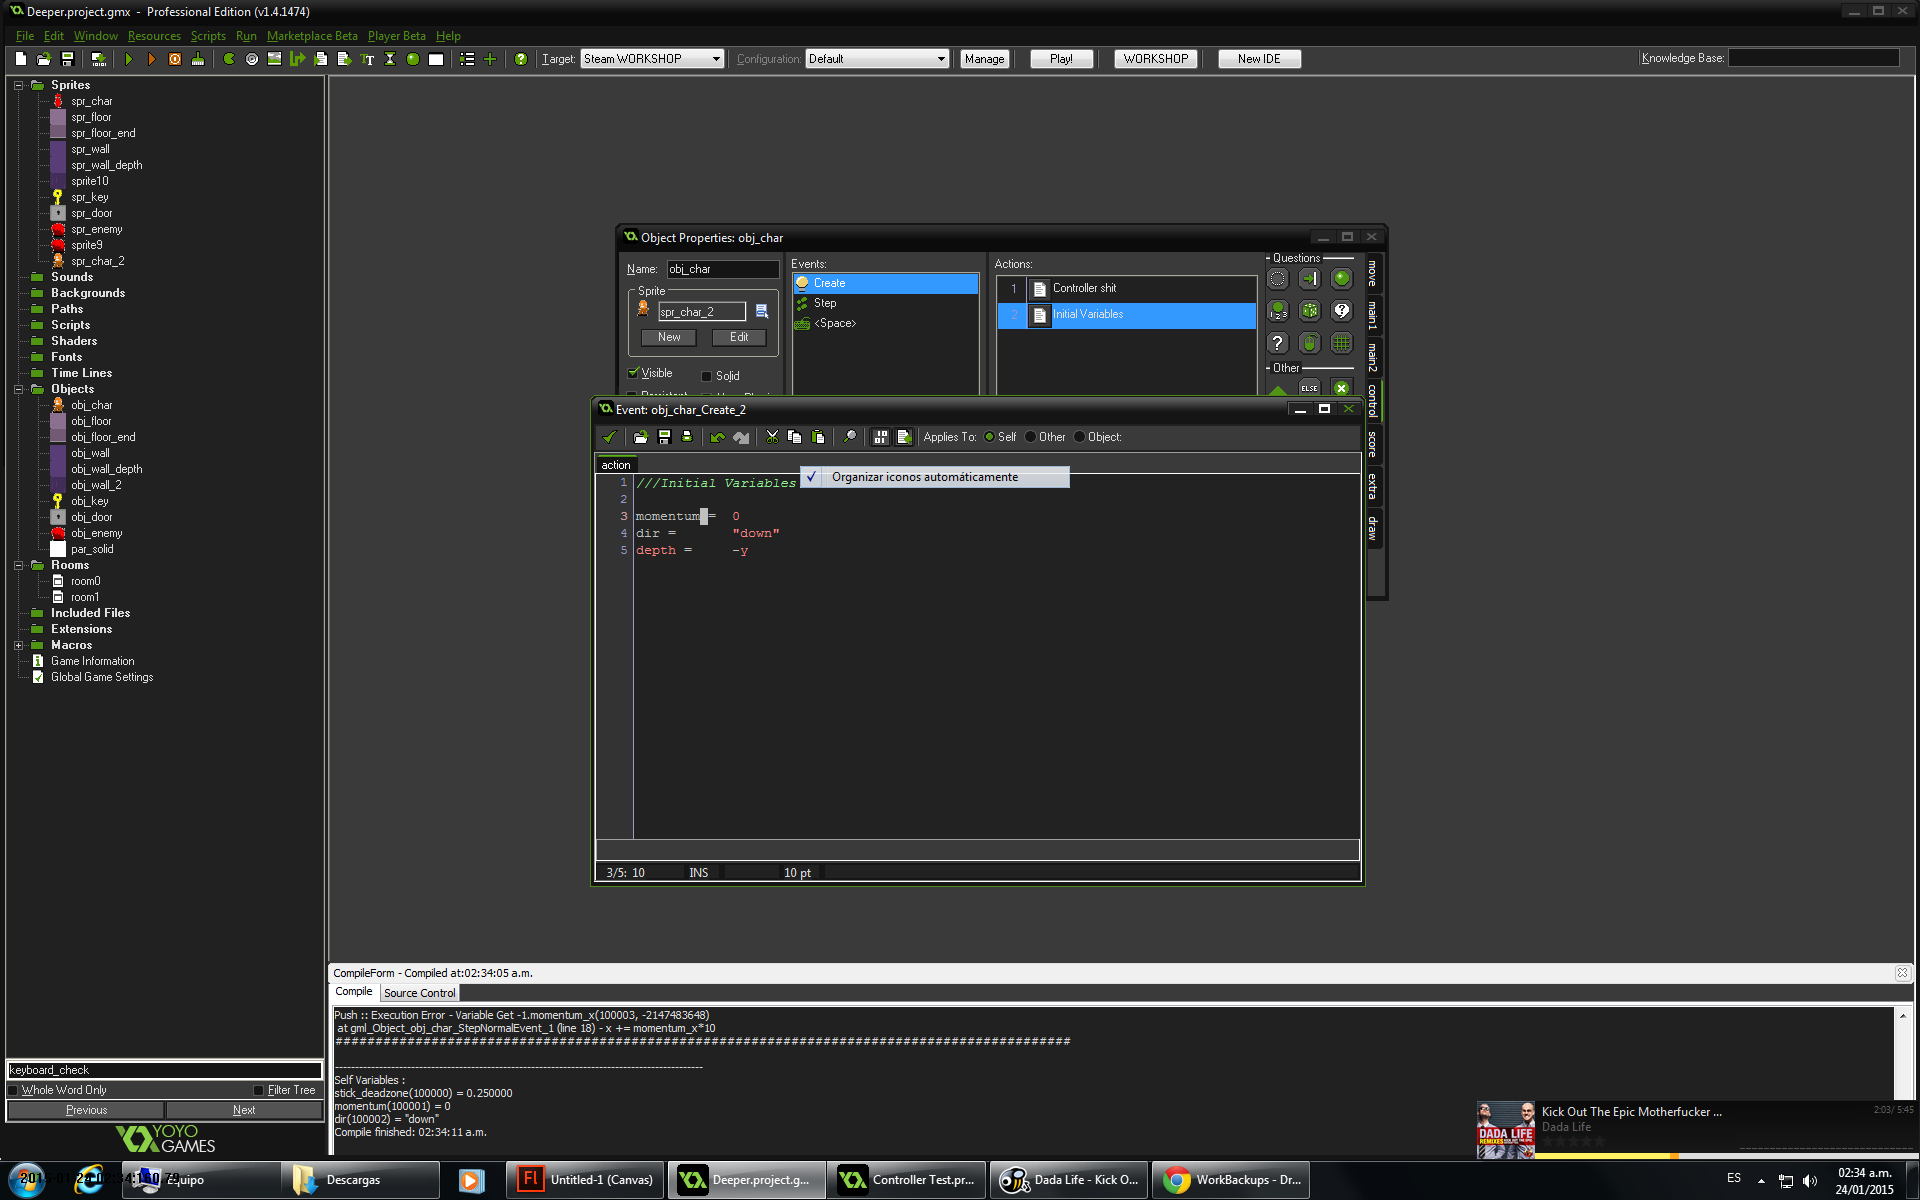 Deeper.project.gmx - Professional Edition (v1.4.1474)
File Edit Window Resources Scripts Run Marketplace Beta Player Beta Help
Target: Steam WORKSHOP Configuration: Default Manage Play! WORKSHOP New IDE Knowledge Base:
Sprites
spr_char
spr_floor
spr_floor_end
spr_wall
spr_wall_depth
sprite10
spr_key
spr_door
spr_enemy
sprite9
spr_char_2
Sounds
Backgrounds
Paths
Scripts
Shaders
Fonts
Time Lines
Objects
obj_char
obj_floor
obj_floor_end
obj_wall
obj_wall_depth
obj_wall_2
obj_key
obj_door
obj_enemy
par_solid
Rooms
room0
room1
Included Files
Extensions
Macros
Game Information
Global Game Settings
keyboard_check
Whole Word Only Filter Tree
Previous Next
YOYO
GAMES
Object Properties: obj_char
Name: obj_char
Sprite
spr_char_2
New Edit
Visible Solid
Events:
Create
Step
<Space>
Actions:
1 Controller shit
2 Initial Variables
Questions
1 2 3
Other
ELSE
move
main1
main2
control
score
extra
draw
Event: obj_char_Create_2
Applies To: Self Other Object:
action
Organizar iconos automáticamente
1 ///Initial Variables
2
3 momentum = 0
4 dir = "down"
5 depth = -y
3/5: 10 INS 10 pt
CompileForm - Compiled at:02:34:05 a.m.
Compile Source Control
Push :: Execution Error - Variable Get -1.momentum_x(100003, -2147483648)
at gml_Object_obj_char_StepNormalEvent_1 (line 18) - x += momentum_x*10
Self Variables :
stick_deadzone(100000) = 0.250000
momentum(100001) = 0
dir(100002) = "down"
Compile finished: 02:34:11 a.m.
DADA LIFE
Kick Out The Epic Motherfucker ... 2:03/ 5:45
Dada Life
Equipo
Descargas
Untitled-1 (Canvas)
Deeper.project.g...
Controller Test.pr...
Dada Life - Kick O...
WorkBackups - Dr...
ES
02:34 a.m.
24/01/2015